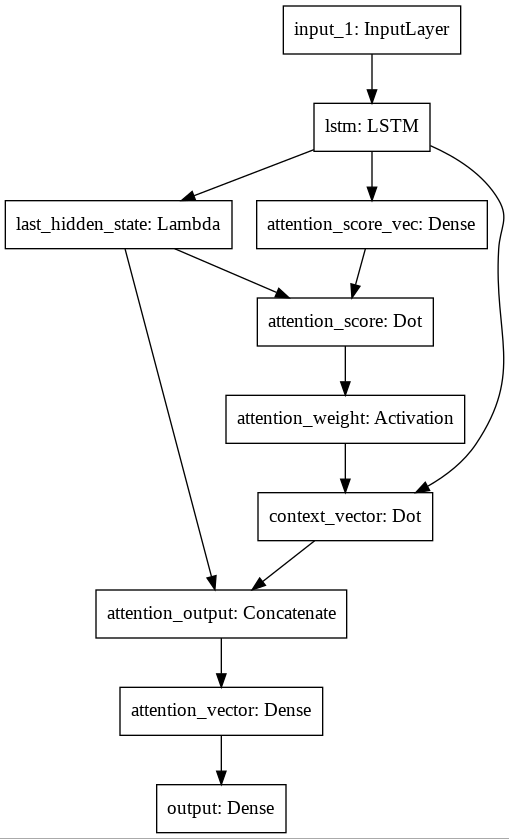 input_1: InputLayer
lstm: LSTM
last_hidden_state: Lambda
attention_score_vec: Dense
attention_score: Dot
attention_weight: Activation
context_vector: Dot
attention_output: Concatenate
attention_vector: Dense
output: Dense